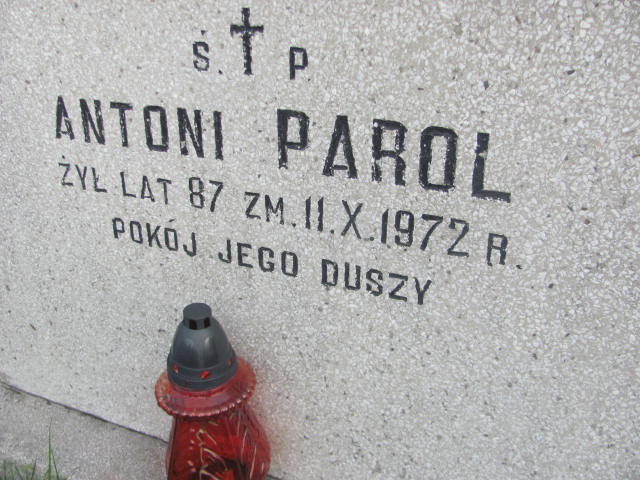 Ś. P
ANTONI PAROL
ŻYŁ LAT 87 ZM. 11.X.1972 R.
POKÓJ JEGO DUSZY